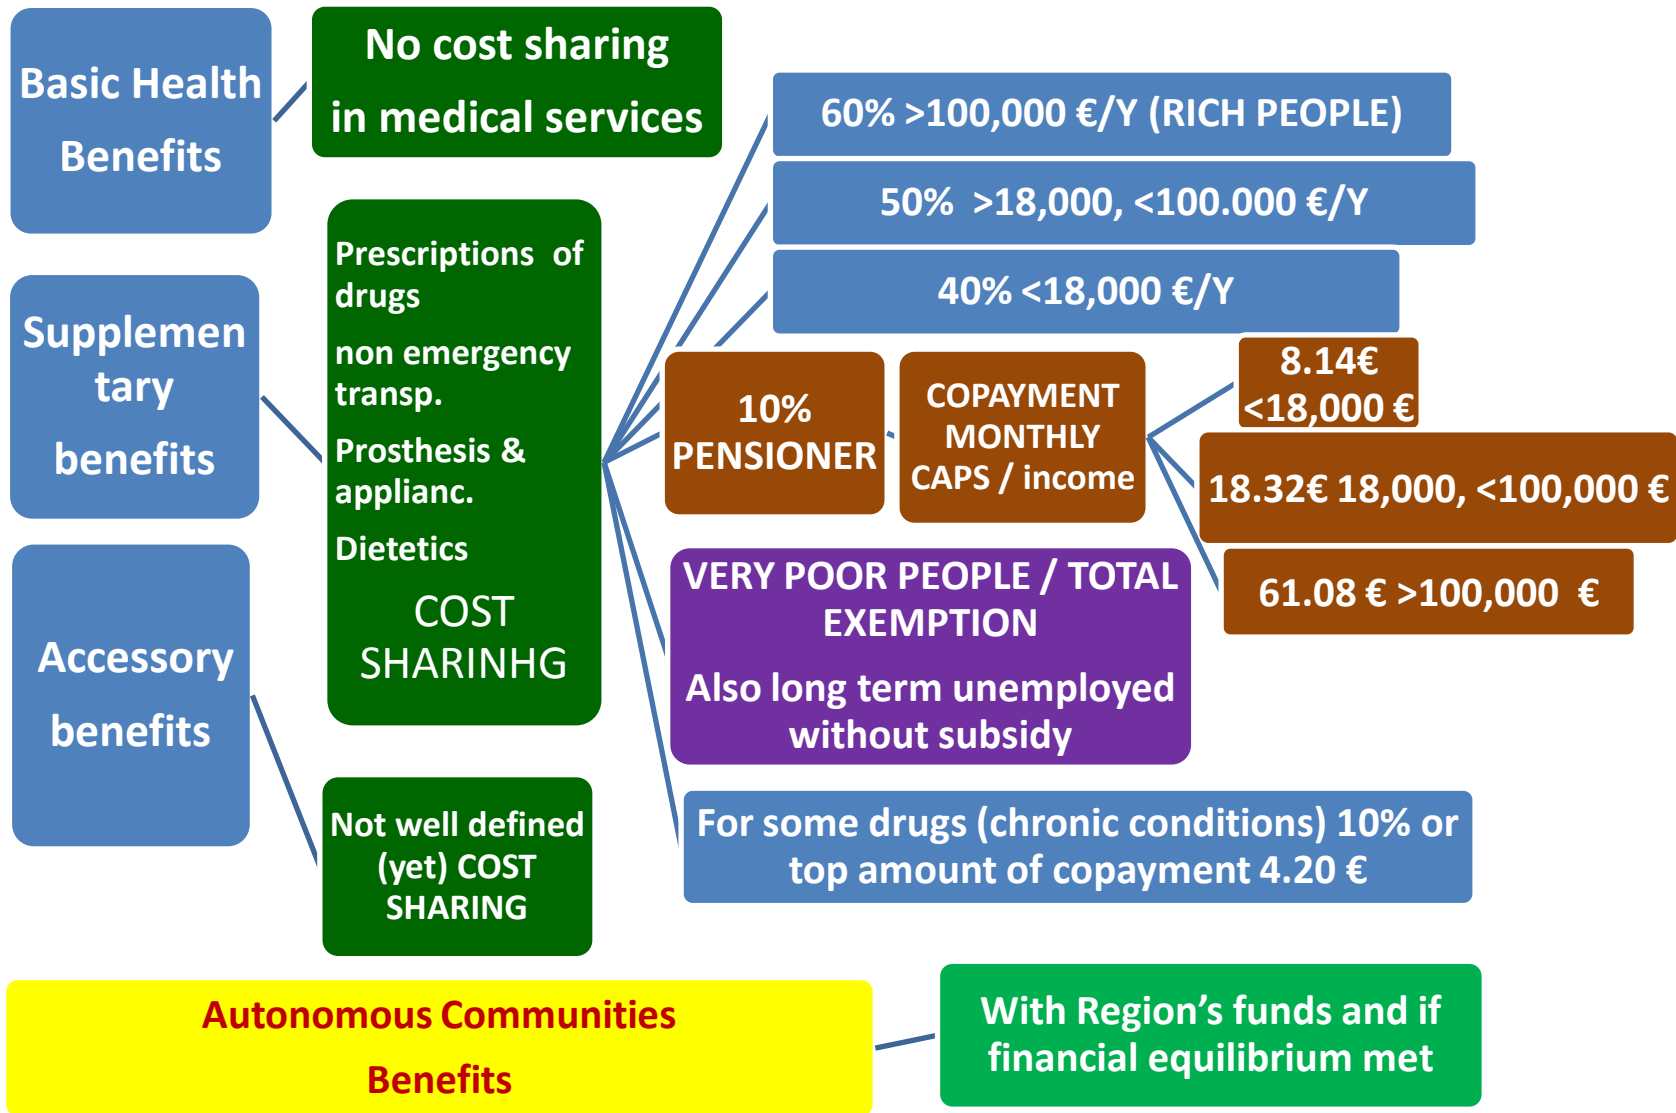 Basic Health
Benefits
No cost sharing
in medical services
60% >100,000 €/Y (RICH PEOPLE)
50%  >18,000, <100.000 €/Y
40% <18,000 €/Y
Supplemen
tary
benefits
Prescriptions  of
drugs
non emergency
transp.
Prosthesis &
applianc.
Dietetics
COST
SHARINHG
10%
PENSIONER
COPAYMENT
MONTHLY
CAPS / income
8.14€
<18,000 €
18.32€ 18,000, <100,000 €
61.08 € >100,000  €
VERY POOR PEOPLE / TOTAL
EXEMPTION
Also long term unemployed
without subsidy
Accessory
benefits
Not well defined
(yet) COST
SHARING
For some drugs (chronic conditions) 10% or
top amount of copayment 4.20 €
Autonomous Communities
Benefits
With Region’s funds and if
financial equilibrium met